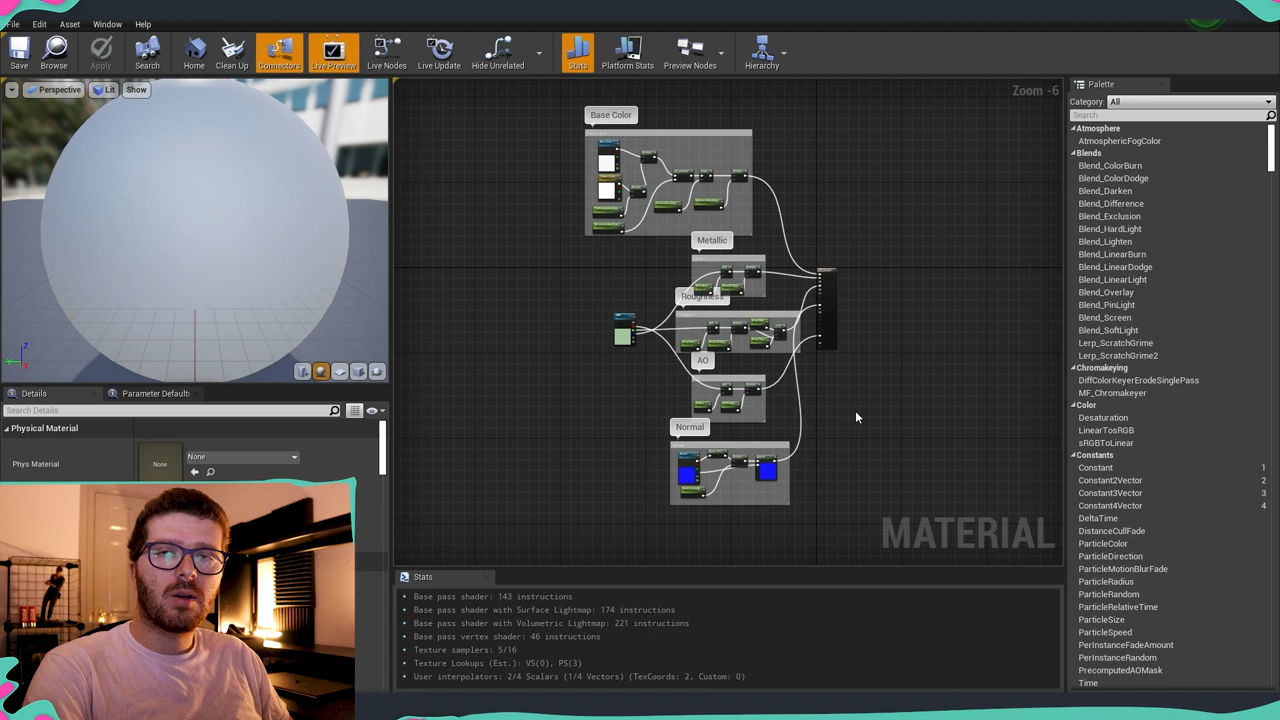 File Edit Asset Window Help
Save Browse Apply Search Home Clean Up Connectors Live Preview Live Nodes Live Update Hide Unrelated Stats Platform Stats Preview Nodes Hierarchy
Perspective Lit Show
Zoom -6
Base Color
Metallic
Roughness
AO
Normal
MATERIAL
Z
Details Parameter Default
Search Details
Physical Material
Phys Material
None
None
Stats
Base pass shader: 143 instructions
Base pass shader with Surface Lightmap: 174 instructions
Base pass shader with Volumetric Lightmap: 221 instructions
Base pass vertex shader: 46 instructions
Texture samplers: 5/16
Texture Lookups (Est.): VS(0), PS(3)
User interpolators: 2/4 Scalars (1/4 Vectors) (TexCoords: 2, Custom: 0)
Palette
Category: All
Search
Atmosphere
AtmosphericFogColor
Blends
Blend_ColorBurn
Blend_ColorDodge
Blend_Darken
Blend_Difference
Blend_Exclusion
Blend_HardLight
Blend_Lighten
Blend_LinearBurn
Blend_LinearDodge
Blend_LinearLight
Blend_Overlay
Blend_PinLight
Blend_Screen
Blend_SoftLight
Lerp_ScratchGrime
Lerp_ScratchGrime2
Chromakeying
DiffColorKeyerErodeSinglePass
MF_Chromakeyer
Color
Desaturation
LinearTosRGB
sRGBToLinear
Constants
Constant 1
Constant2Vector 2
Constant3Vector 3
Constant4Vector 4
DeltaTime
DistanceCullFade
ParticleColor
ParticleDirection
ParticleMotionBlurFade
ParticleRadius
ParticleRandom
ParticleRelativeTime
ParticleSize
ParticleSpeed
PerInstanceFadeAmount
PerInstanceRandom
PrecomputedAOMask
Time